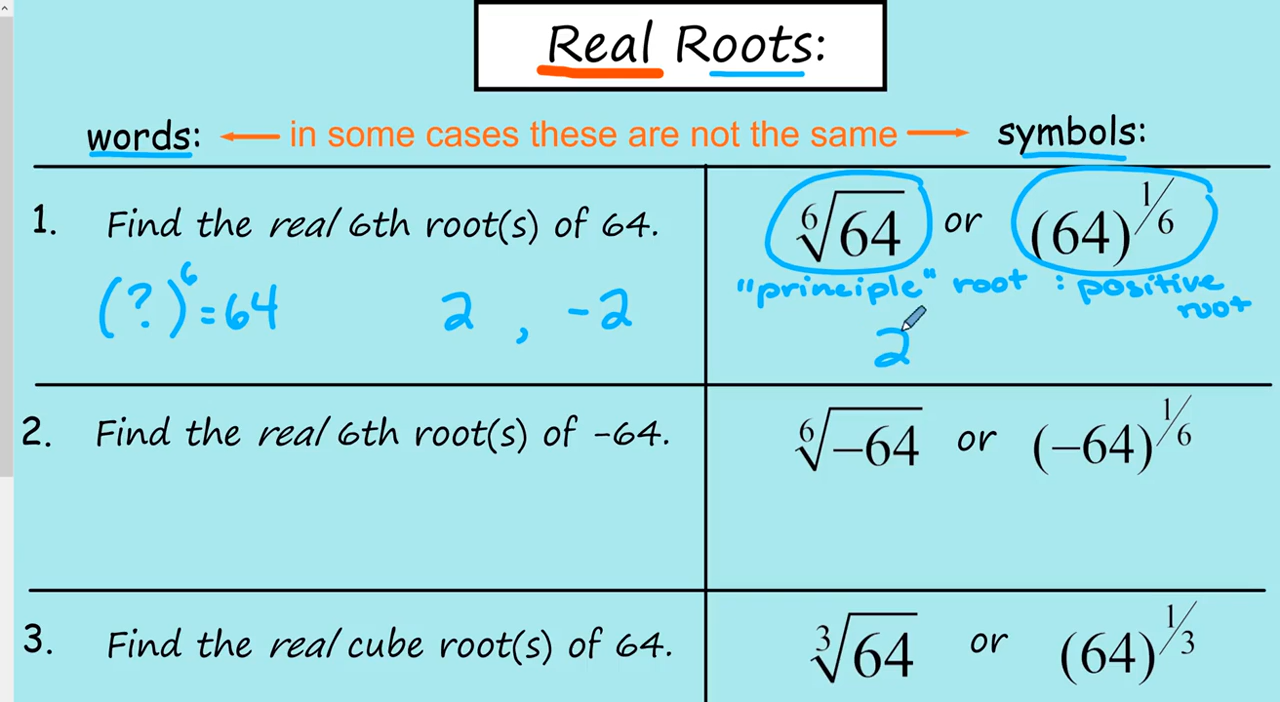 Real Roots:
words: in some cases these are not the same symbols:
1. Find the real 6th root(s) of 64. ⁶√64 or (64)^1/6
(?)⁶ = 64 2 , -2 "principle" root : positive root
2
2. Find the real 6th root(s) of -64. ⁶√-64 or (-64)^1/6
3. Find the real cube root(s) of 64. ³√64 or (64)^1/3